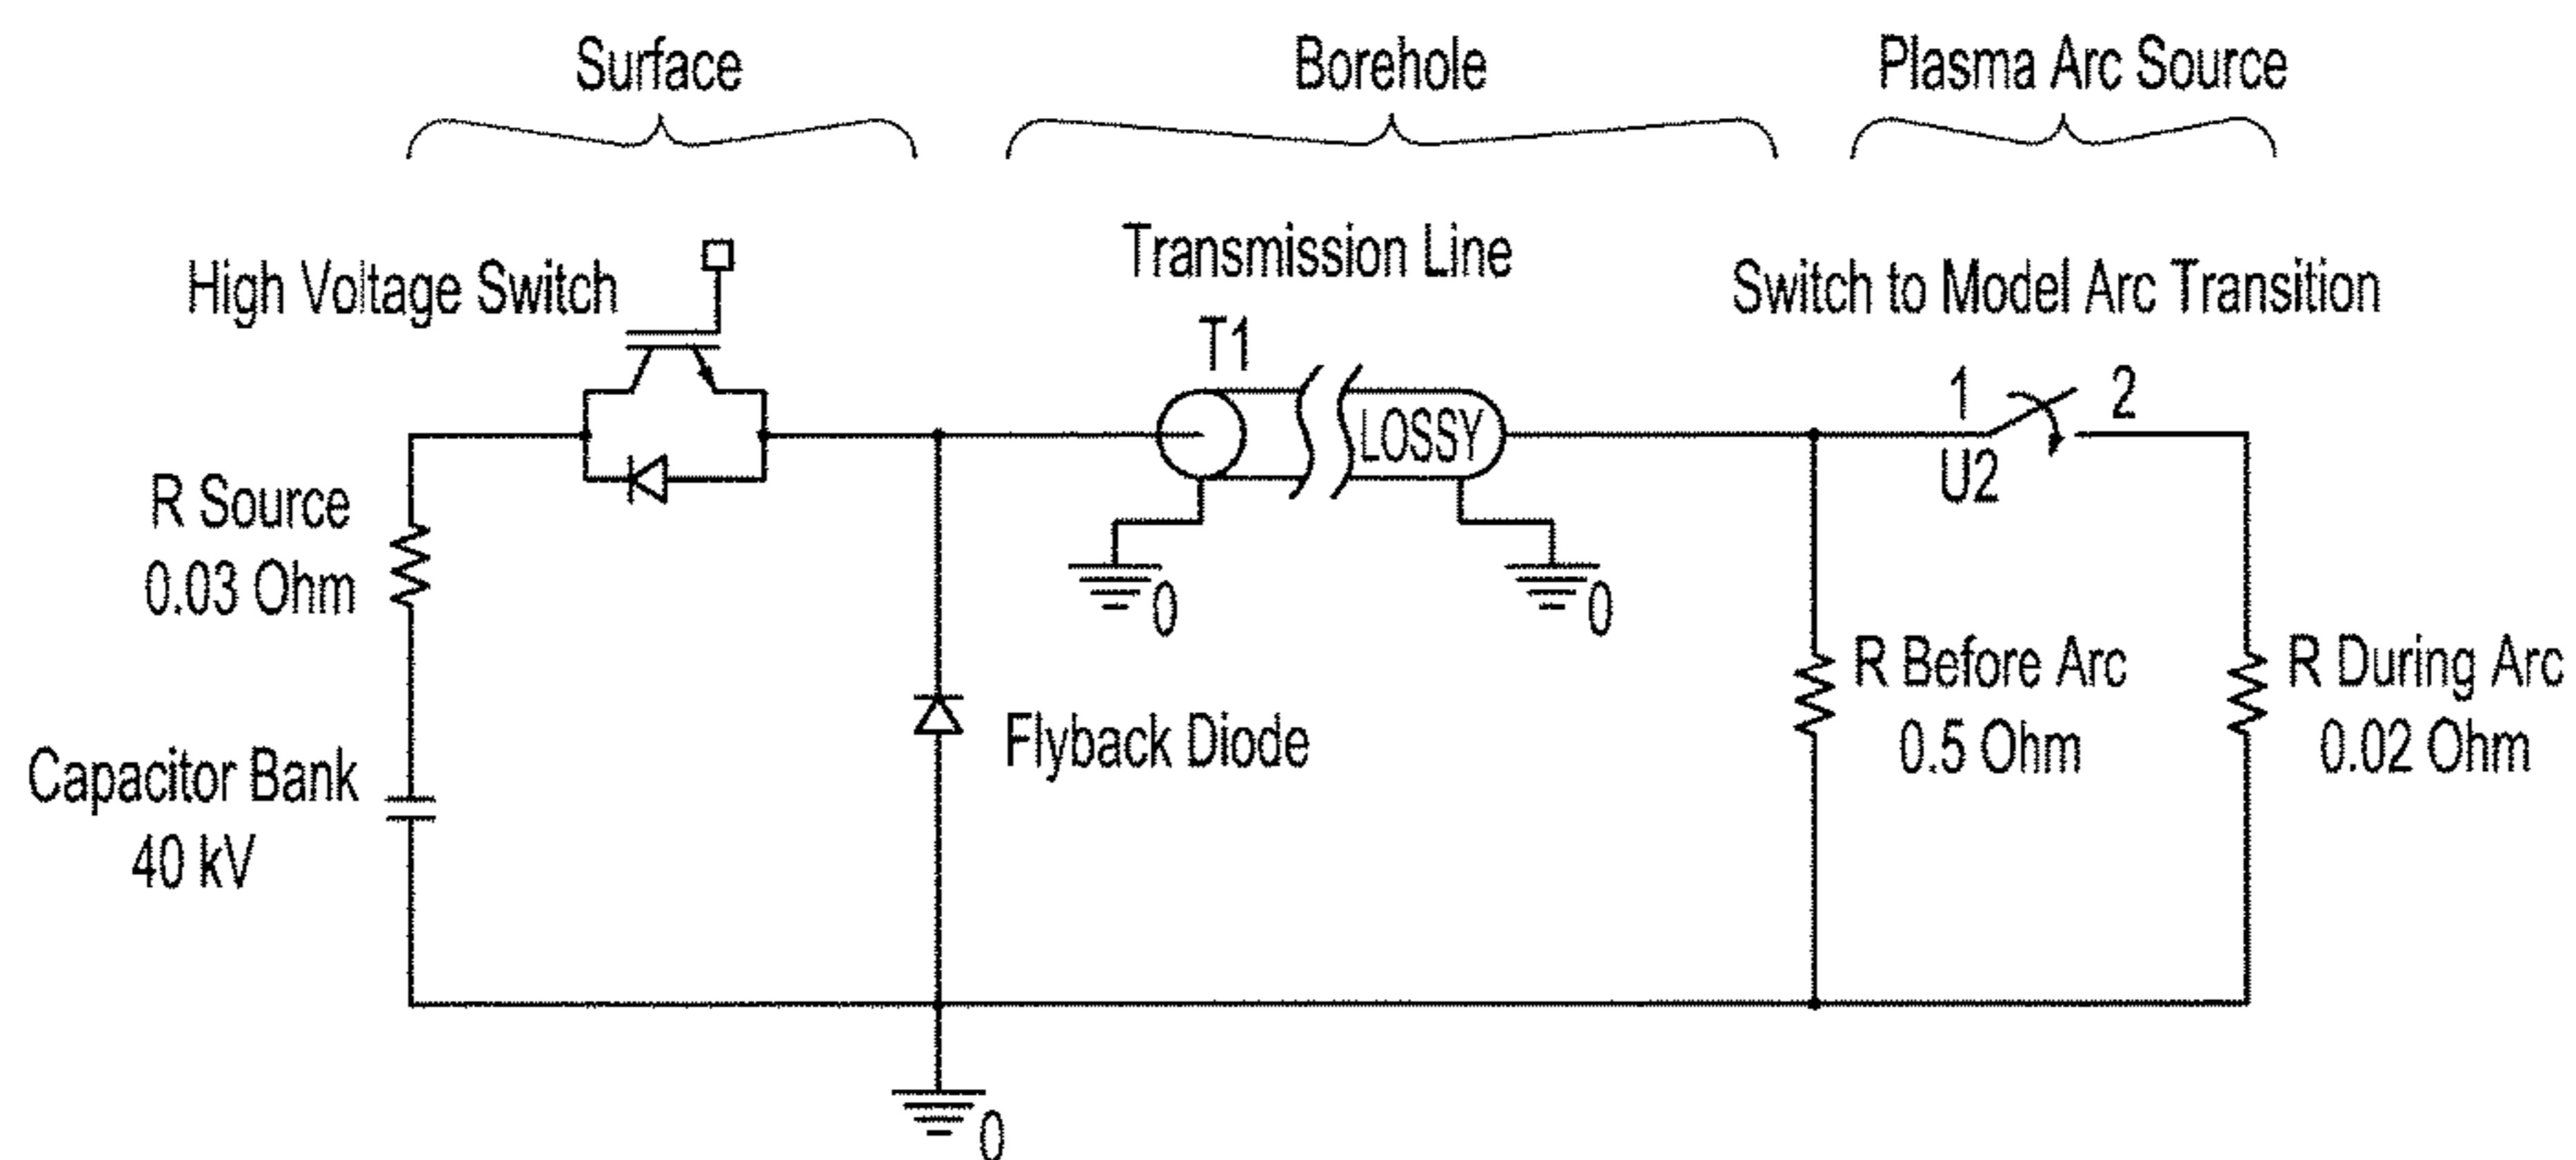 Surface
Borehole
Plasma Arc Source
High Voltage Switch
Transmission Line
T1
LOSSY
Switch to Model Arc Transition
1
2
U2
R Source
0.03 Ohm
0
0
Capacitor Bank
40 kV
Flyback Diode
R Before Arc
0.5 Ohm
R During Arc
0.02 Ohm
0